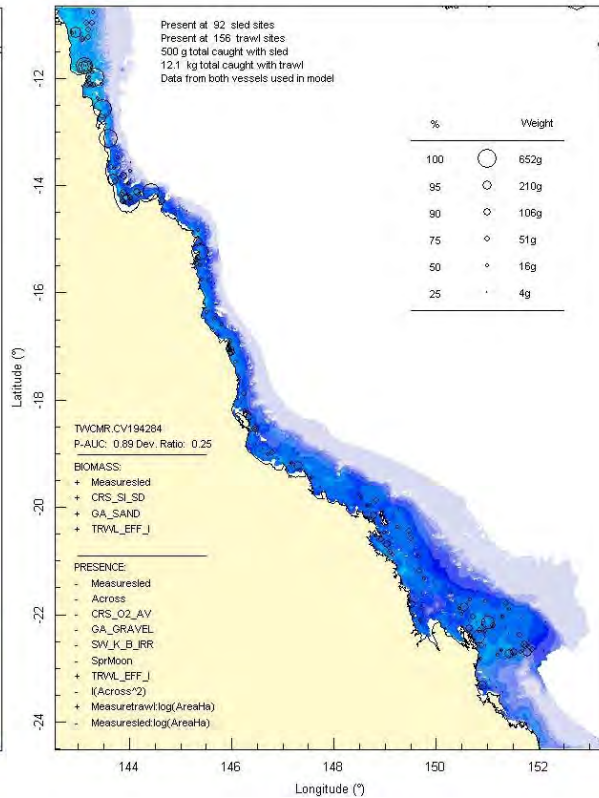 Present at 92 sled sites
Present at 156 trawl sites
500 g total caught with sled
12.1 kg total caught with trawl
Data from both vessels used in model
% Weight
100 652g
95 210g
90 106g
75 51g
50 16g
25 4g
-12
-14
-16
-18
-20
-22
-24
Latitude (°)
TWCMR.CV194284
P-AUC: 0.89 Dev. Ratio: 0.25
BIOMASS:
+ Measuresled
+ CRS_SI_SD
+ GA_SAND
+ TRWL_EFF_I
PRESENCE:
- Measuresled
- Across
- CRS_O2_AV
- GA_GRAVEL
- SW_K_B_IRR
- SprMoon
+ TRWL_EFF_I
- I(Across^2)
+ Measuretrawl:log(AreaHa)
- Measuresled:log(AreaHa)
144 146 148 150 152
Longitude (°)